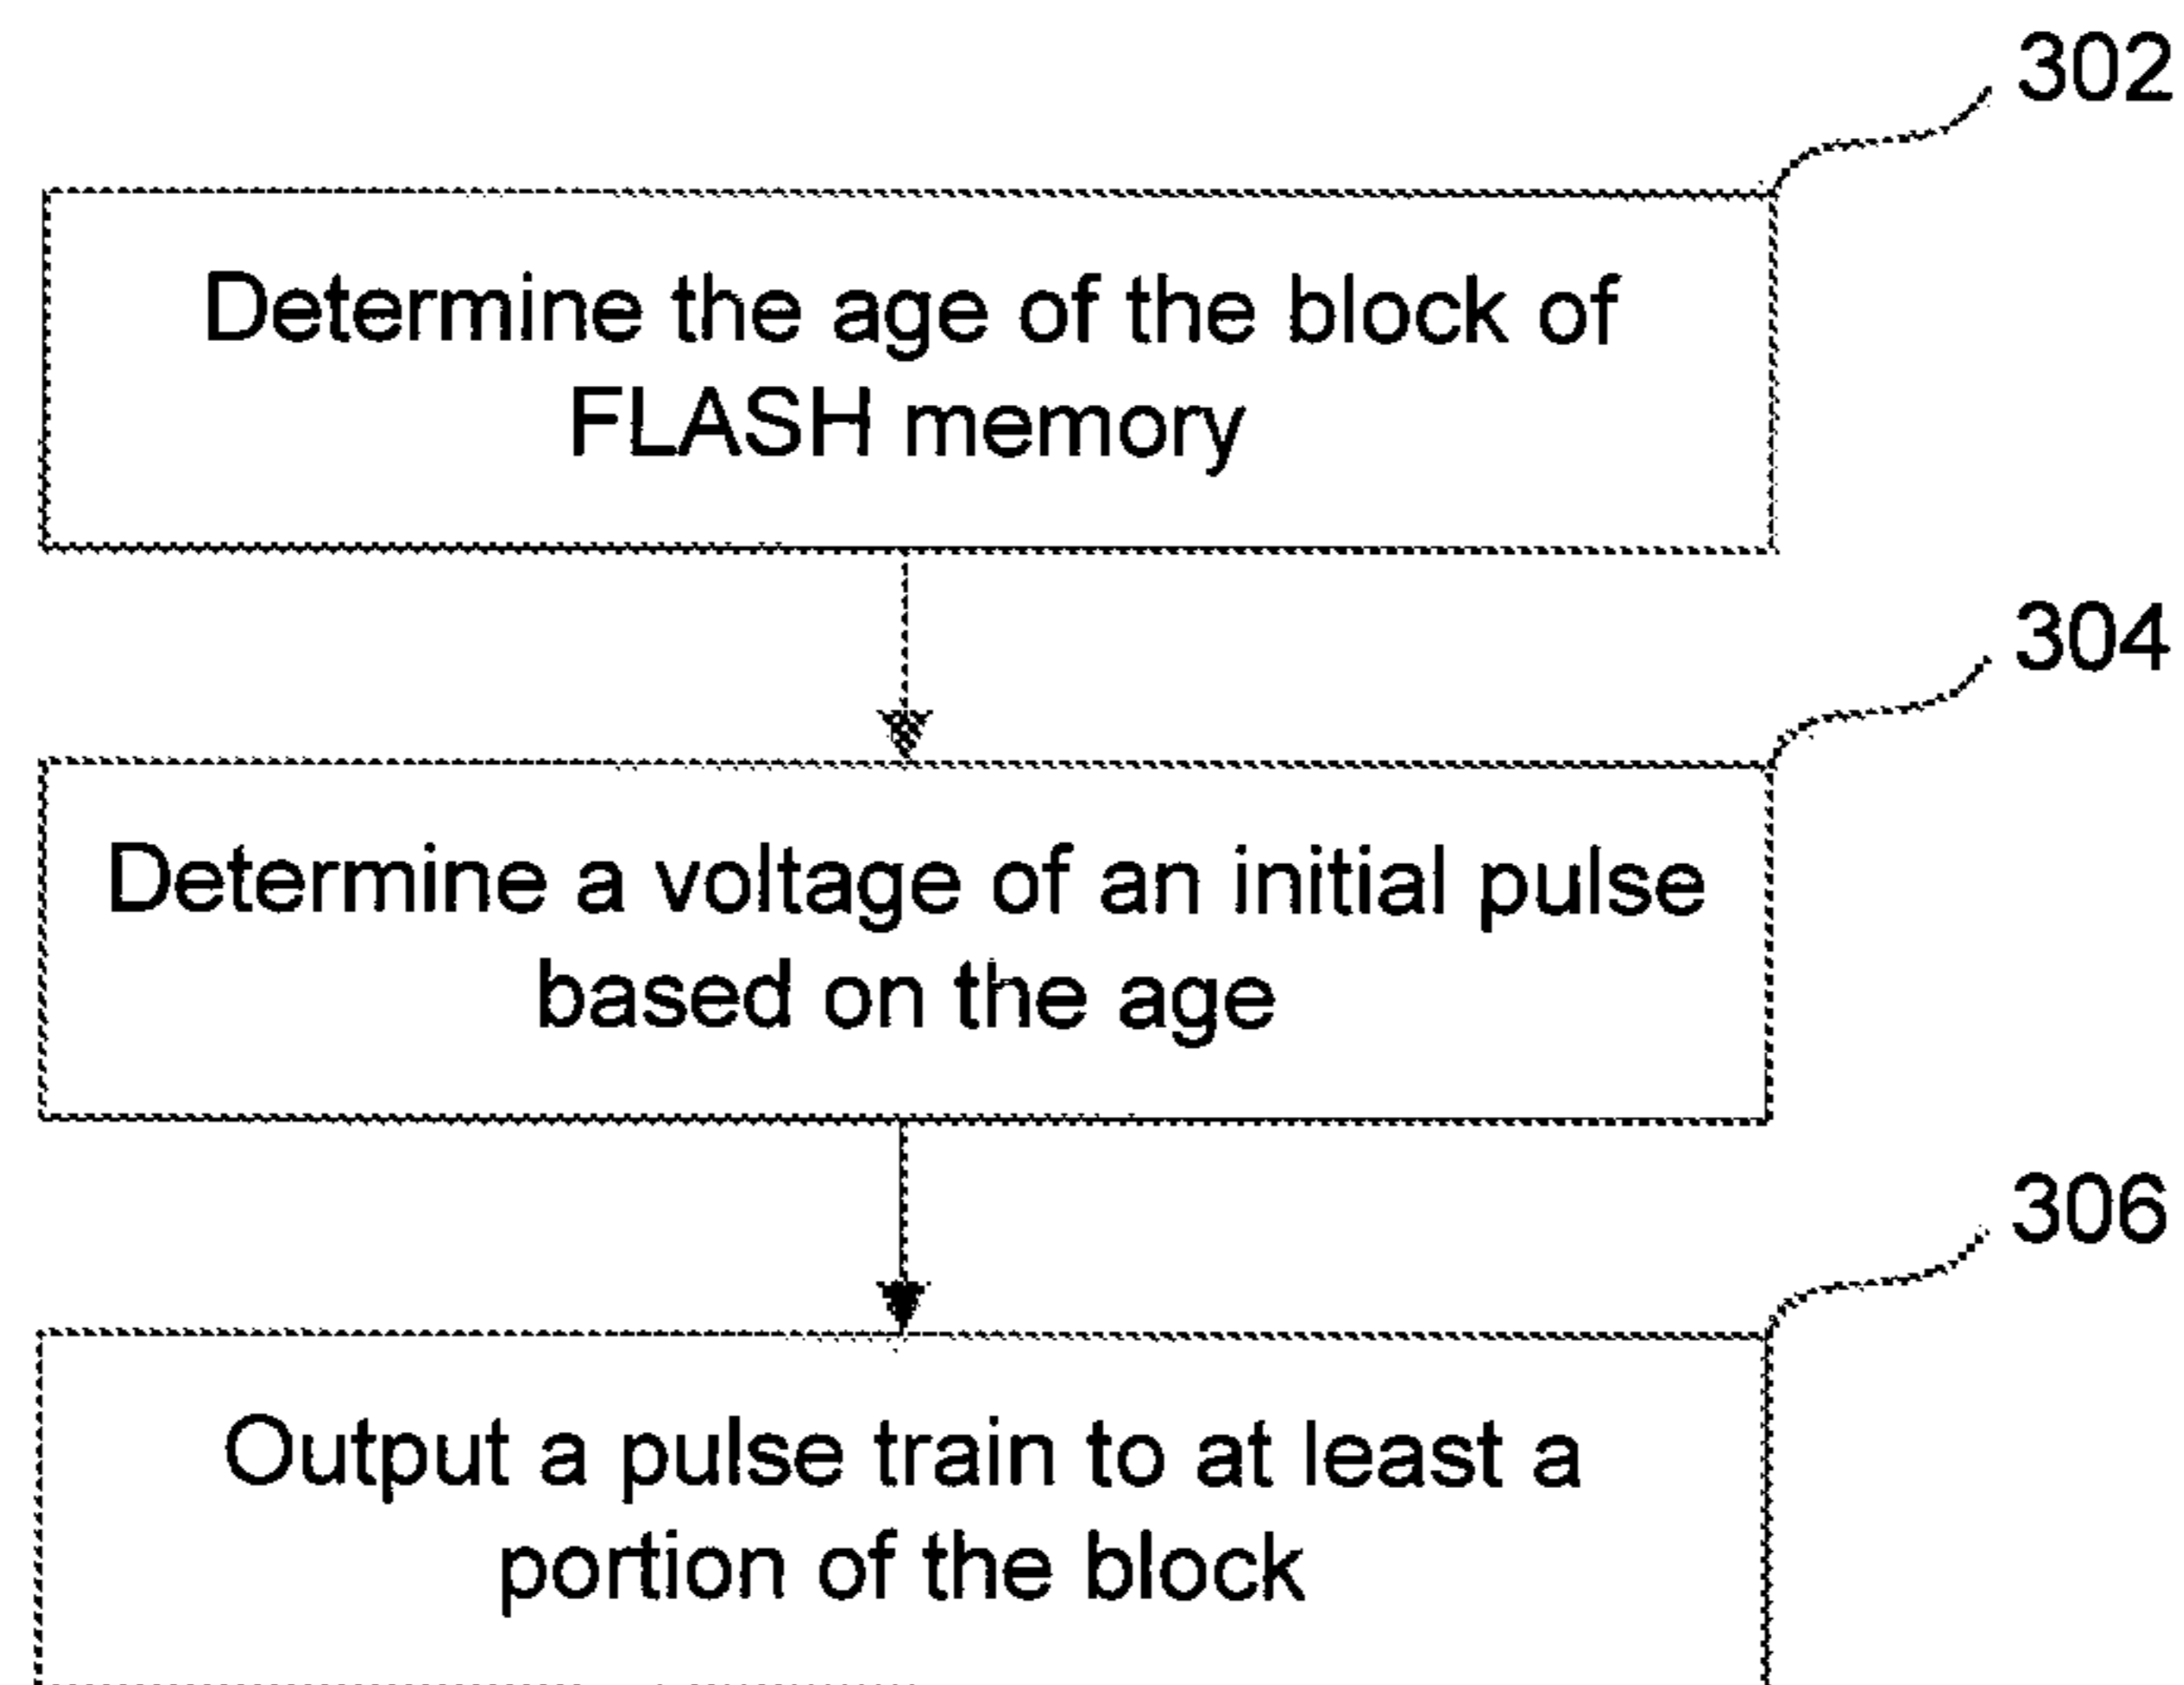 302
Determine the age of the block of
FLASH memory
304
Determine a voltage of an initial pulse
based on the age
306
Output a pulse train to at least a
portion of the block